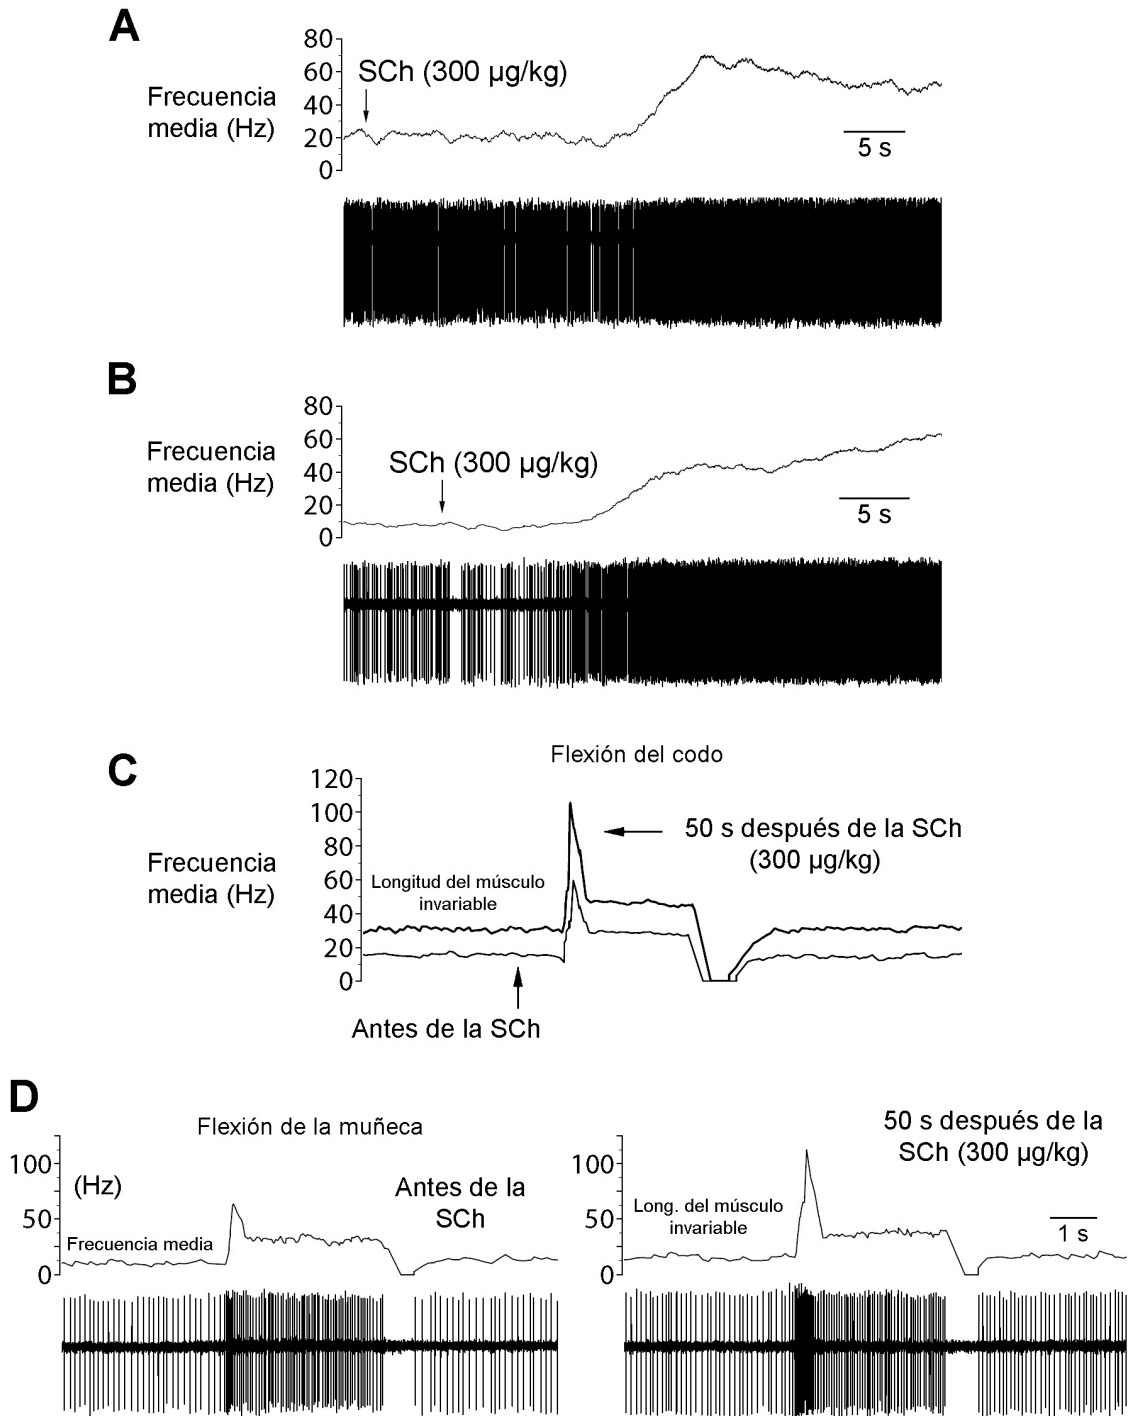 A
80
60
40
20
0
Frecuencia
media (Hz)
SCh (300 µg/kg)
5 s
B
80
60
40
20
0
Frecuencia
media (Hz)
SCh (300 µg/kg)
5 s
C
Flexión del codo
120
100
80
60
40
20
0
Frecuencia
media (Hz)
50 s después de la SCh
(300 µg/kg)
Longitud del músculo
invariable
Antes de la SCh
D
Flexión de la muñeca
100
50
0
(Hz)
Antes de la
SCh
Frecuencia media
50 s después de la
SCh (300 µg/kg)
100
50
0
Long. del músculo
invariable
1 s